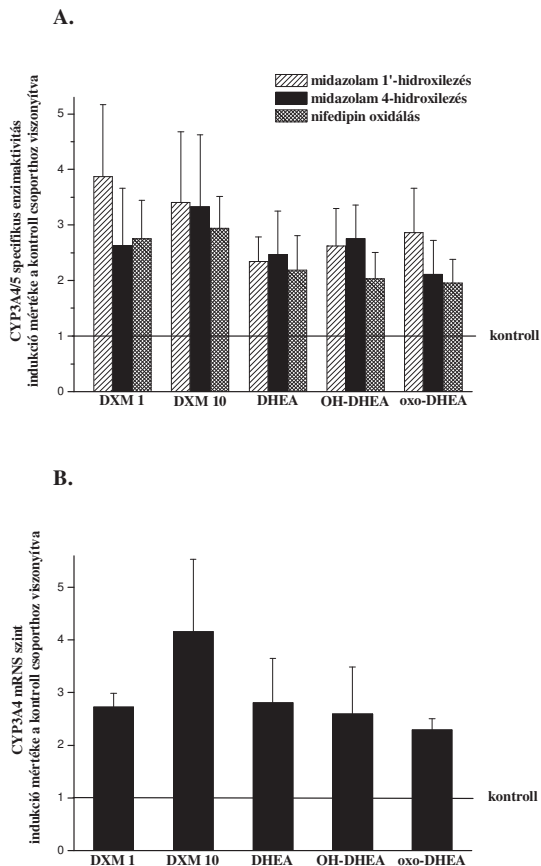 A.
midazolam 1'-hidroxilezés
midazolam 4-hidroxilezés
nifedipin oxidálás
CYP3A4/5 specifikus enzimaktivitás
indukció mértéke a kontroll csoporthoz viszonyítva
5
4
3
2
1
0
kontroll
DXM 1 DXM 10 DHEA OH-DHEA oxo-DHEA
B.
CYP3A4 mRNS szint
indukció mértéke a kontroll csoporthoz viszonyítva
5
4
3
2
1
0
kontroll
DXM 1 DXM 10 DHEA OH-DHEA oxo-DHEA